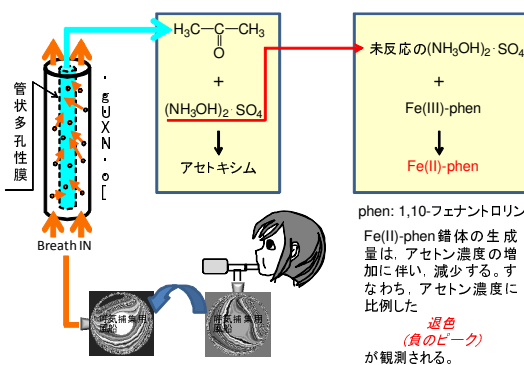 H₃C C CH₃
O
+
(NH3OH)2·SO4
アセトキシム
未反応の(NH3OH)2·SO4
+
Fe(III)-phen
Fe(II)-phen
管状多孔性膜
・gUXN・o[
Breath IN
呼気捕集用
風船
呼気捕集用
風船
phen: 1,10-フェナントロリン
Fe(II)-phen錯体の生成
量は，アセトン濃度の増
加に伴い，減少する。す
なわち，アセトン濃度に
比例した
退色
(負のピーク)
が観測される。